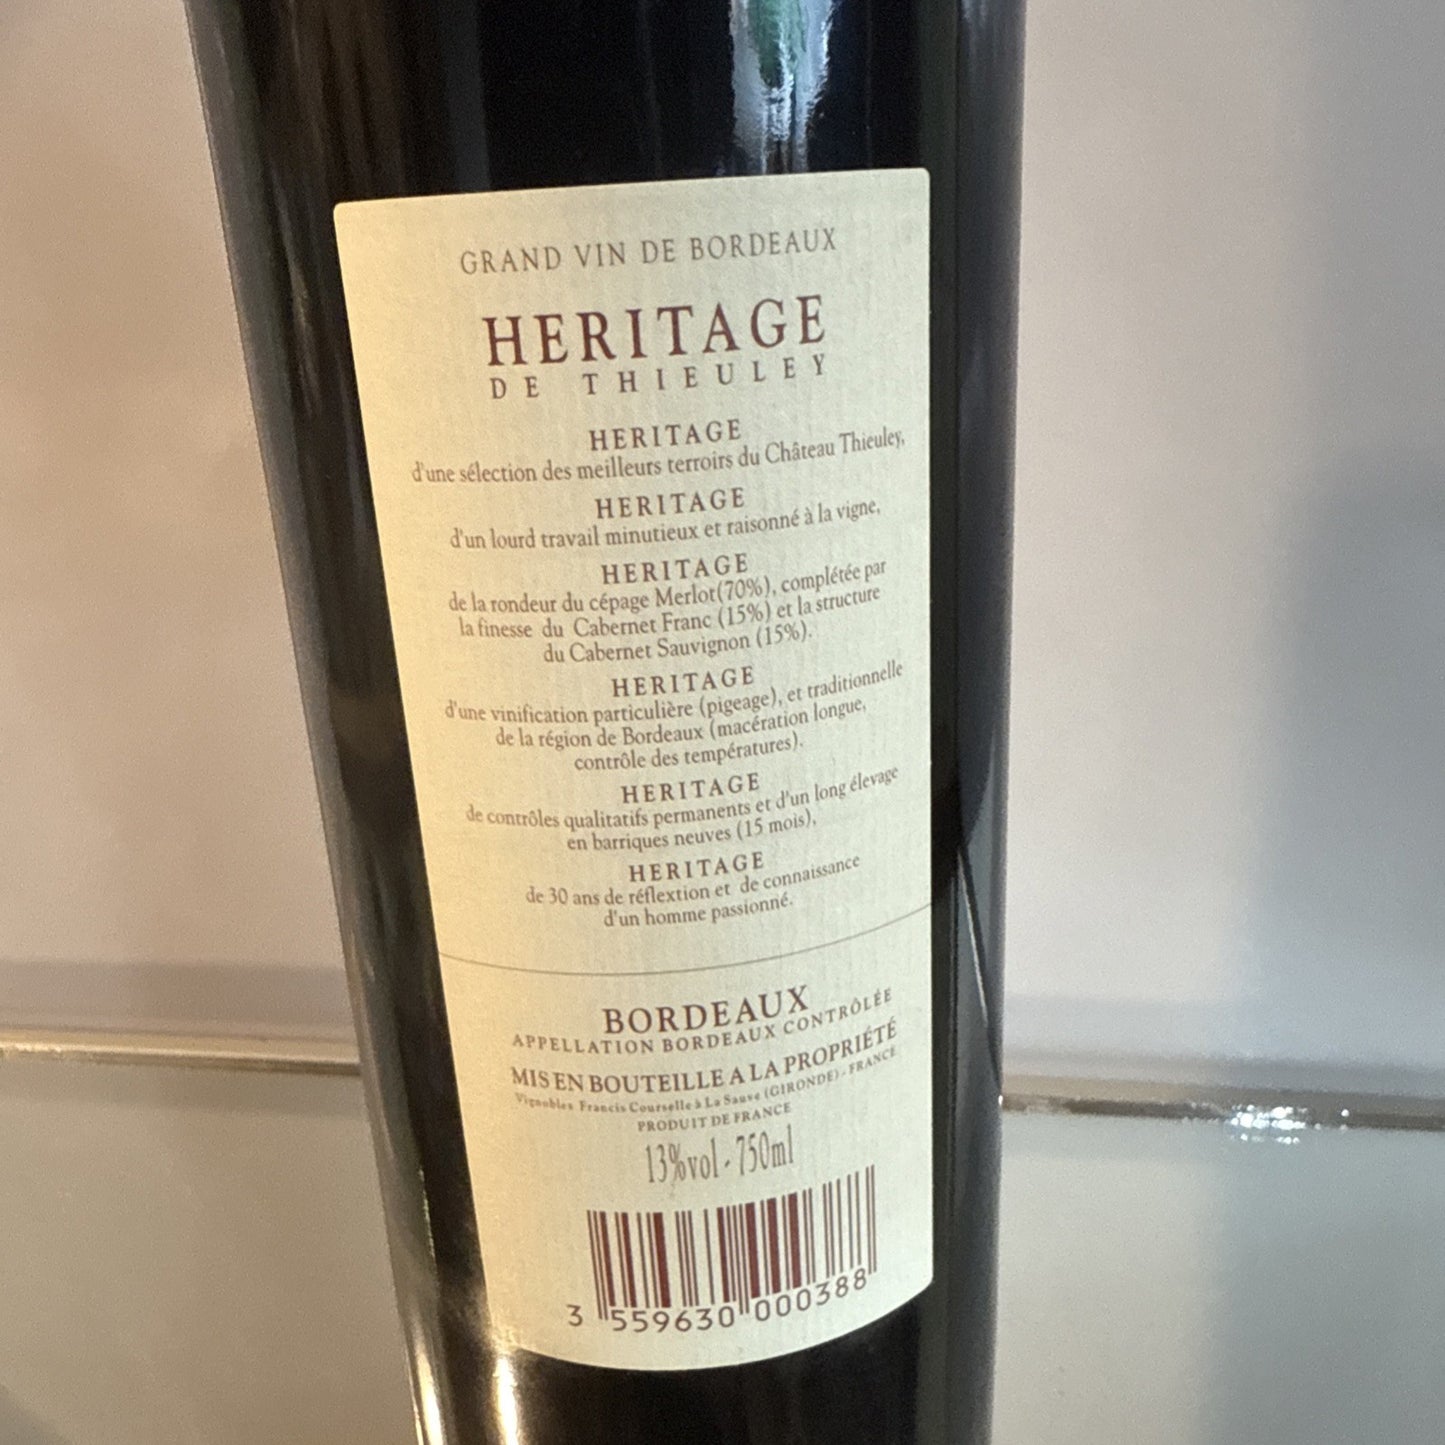 GRAND VIN DE BORDEAUX
HERITAGE
DE THIEULEY
HERITAGE
d'une sélection des meilleurs terroirs du Château Thieuley,
HERITAGE
d'un lourd travail minutieux et raisonné à la vigne,
HERITAGE
de la rondeur du cépage Merlot(70%), complétée par
la finesse du Cabernet Franc (15%) et la structure
du Cabernet Sauvignon (15%).
HERITAGE
d'une vinification particulière (pigeage), et traditionnelle
de la région de Bordeaux (macération longue,
contrôle des températures).
HERITAGE
de contrôles qualitatifs permanents et d'un long élevage
en barriques neuves (15 mois),
HERITAGE
de 30 ans de réflextion et de connaissance
d'un homme passionné.
BORDEAUX
APPELLATION BORDEAUX CONTRÔLÉE
MIS EN BOUTEILLE A LA PROPRIÉTÉ
Vignobles Francis Courselle à La Sauve (GIRONDE) - FRANCE
PRODUIT DE FRANCE
13%vol - 750ml
3 559630 000388